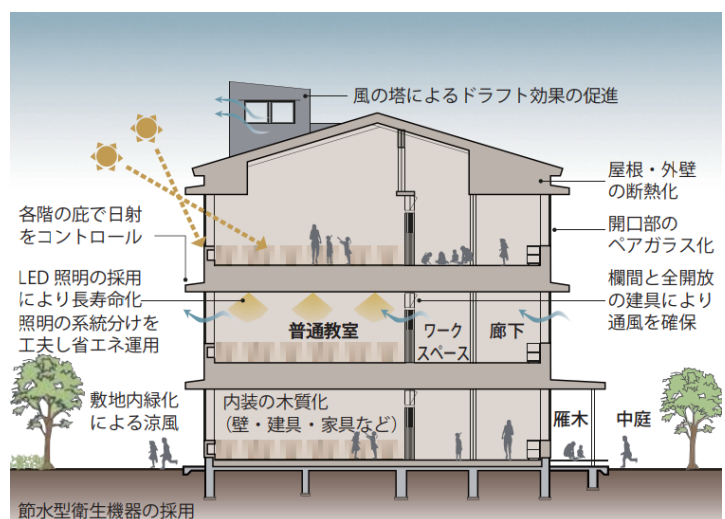 風の塔によるドラフト効果の促進
屋根・外壁
の断熱化
各階の庇で日射
をコントロール
開口部の
ペアガラス化
LED 照明の採用
により長寿命化
照明の系統分けを
工夫し省エネ運用
欄間と全開放
の建具により
通風を確保
普通教室
ワーク
スペース
廊下
敷地内緑化
による涼風
内装の木質化
（壁・建具・家具など）
雁木
中庭
節水型衛生機器の採用